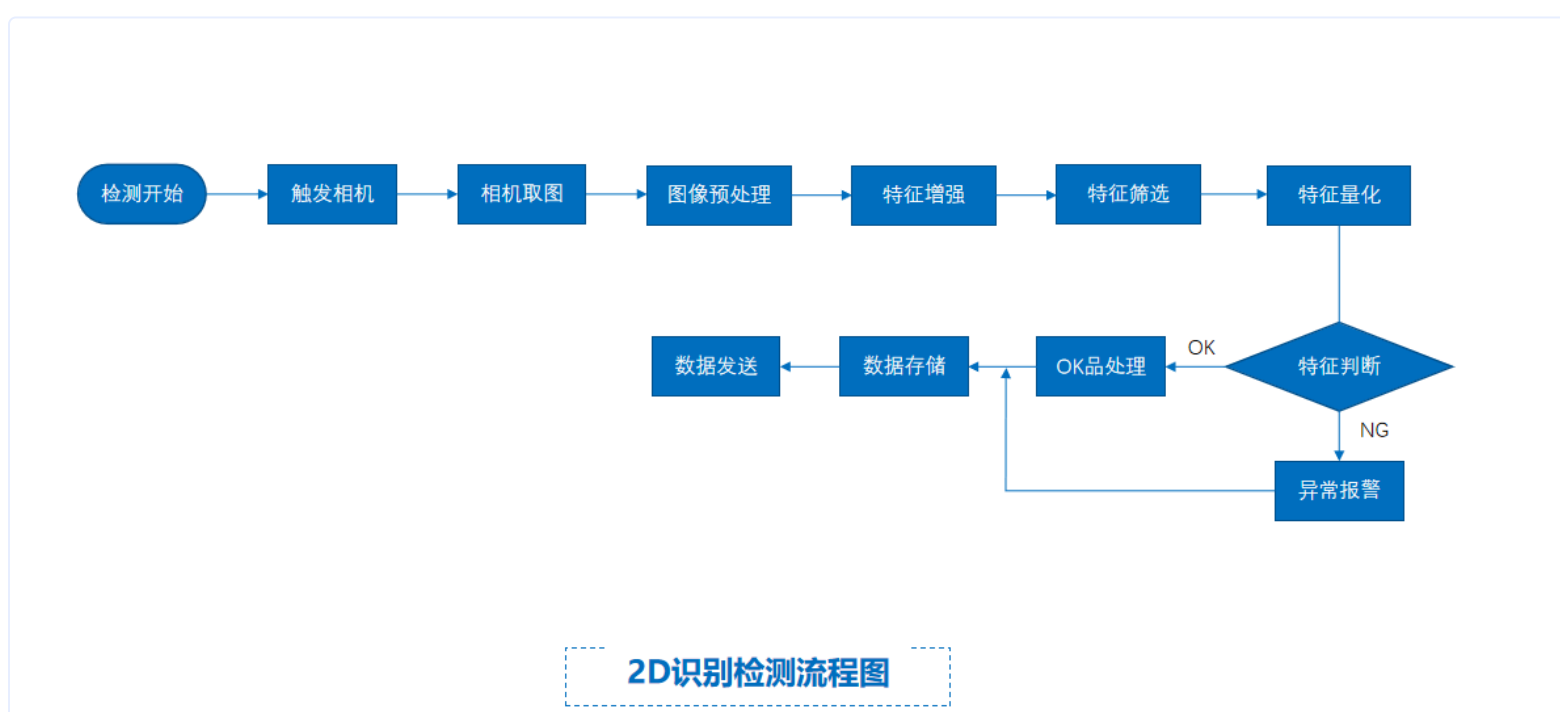 检测开始
触发相机
相机取图
图像预处理
特征增强
特征筛选
特征量化
特征判断
OK
OK品处理
数据存储
数据发送
NG
异常报警
2D识别检测流程图